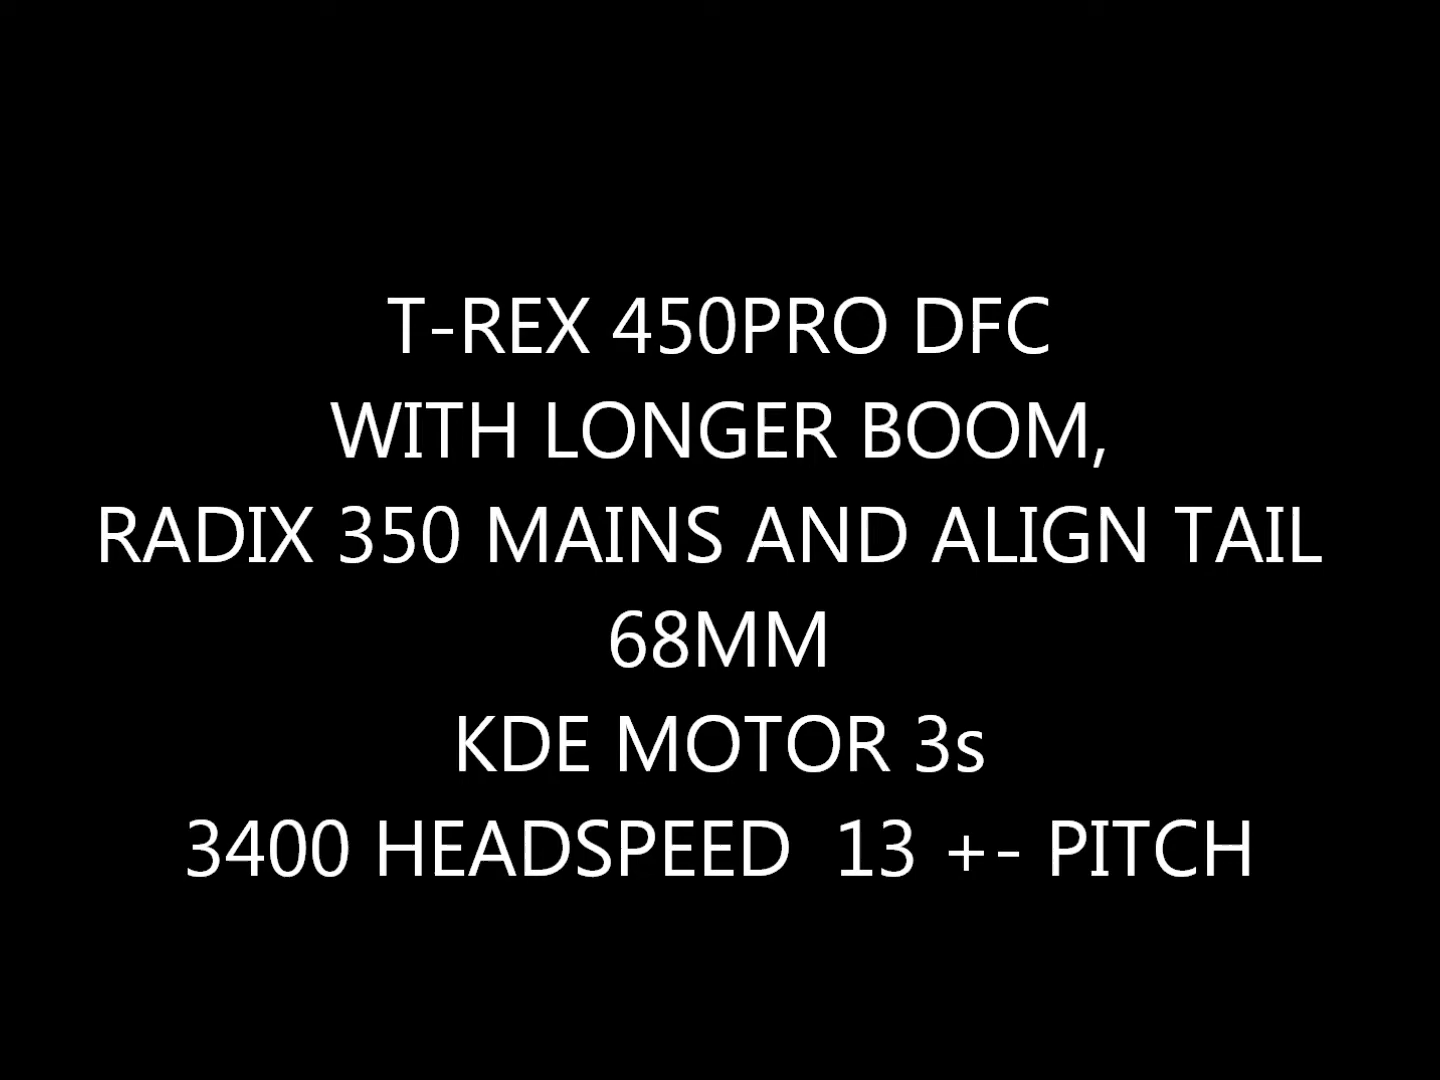 T-REX 450PRO DFC
WITH LONGER BOOM,
RADIX 350 MAINS AND ALIGN TAIL
68MM
KDE MOTOR 3s
3400 HEADSPEED  13 +- PITCH